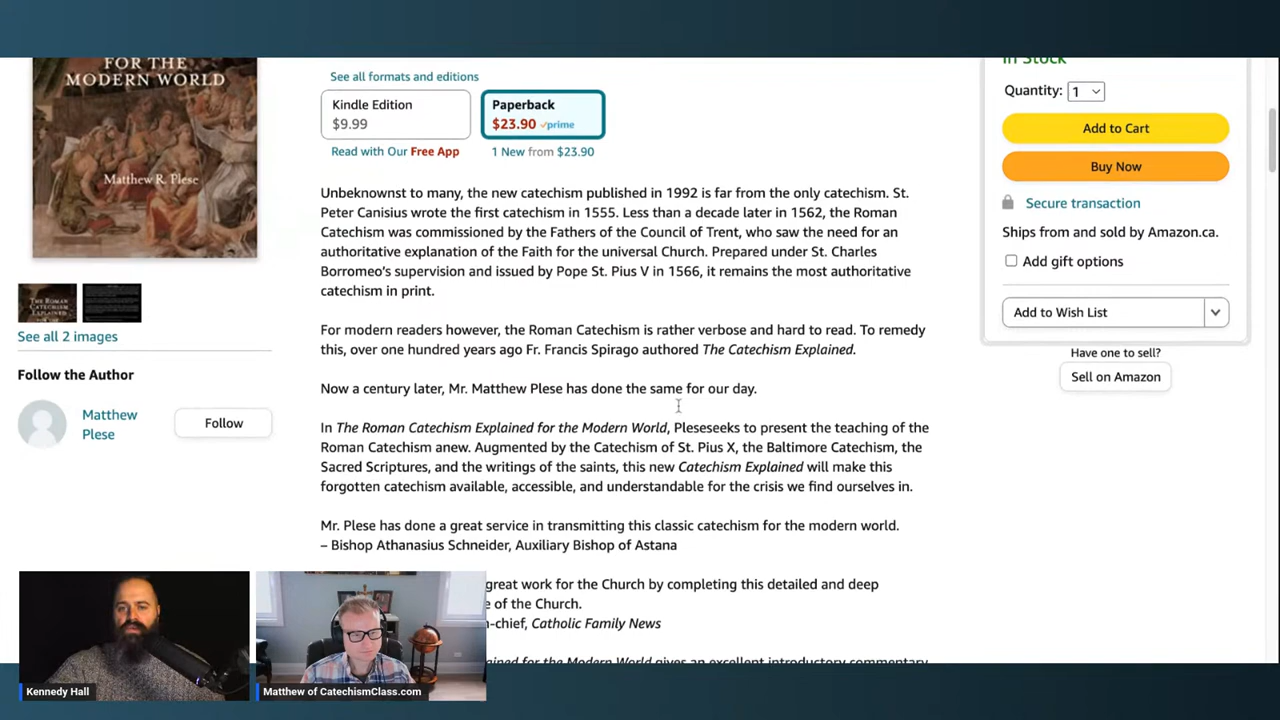 FOR THE
MODERN WORLD
Matthew R. Plese
See all 2 images
Follow the Author
Matthew
Plese
Follow
See all formats and editions
Kindle Edition
$9.99
Paperback
$23.90 prime
Read with Our Free App
1 New from $23.90
Unbeknownst to many, the new catechism published in 1992 is far from the only catechism. St.
Peter Canisius wrote the first catechism in 1555. Less than a decade later in 1562, the Roman
Catechism was commissioned by the Fathers of the Council of Trent, who saw the need for an
authoritative explanation of the Faith for the universal Church. Prepared under St. Charles
Borromeo's supervision and issued by Pope St. Pius V in 1566, it remains the most authoritative
catechism in print.
For modern readers however, the Roman Catechism is rather verbose and hard to read. To remedy
this, over one hundred years ago Fr. Francis Spirago authored The Catechism Explained.
Now a century later, Mr. Matthew Plese has done the same for our day.
In The Roman Catechism Explained for the Modern World, Pleseseeks to present the teaching of the
Roman Catechism anew. Augmented by the Catechism of St. Pius X, the Baltimore Catechism, the
Sacred Scriptures, and the writings of the saints, this new Catechism Explained will make this
forgotten catechism available, accessible, and understandable for the crisis we find ourselves in.
Mr. Plese has done a great service in transmitting this classic catechism for the modern world.
– Bishop Athanasius Schneider, Auxiliary Bishop of Astana
great work for the Church by completing this detailed and deep
e of the Church.
-chief, Catholic Family News
ained for the Modern World gives an excellent introductory commentary
In Stock
Quantity: 1
Add to Cart
Buy Now
Secure transaction
Ships from and sold by Amazon.ca.
Add gift options
Add to Wish List
Have one to sell?
Sell on Amazon
Kennedy Hall
Matthew of CatechismClass.com